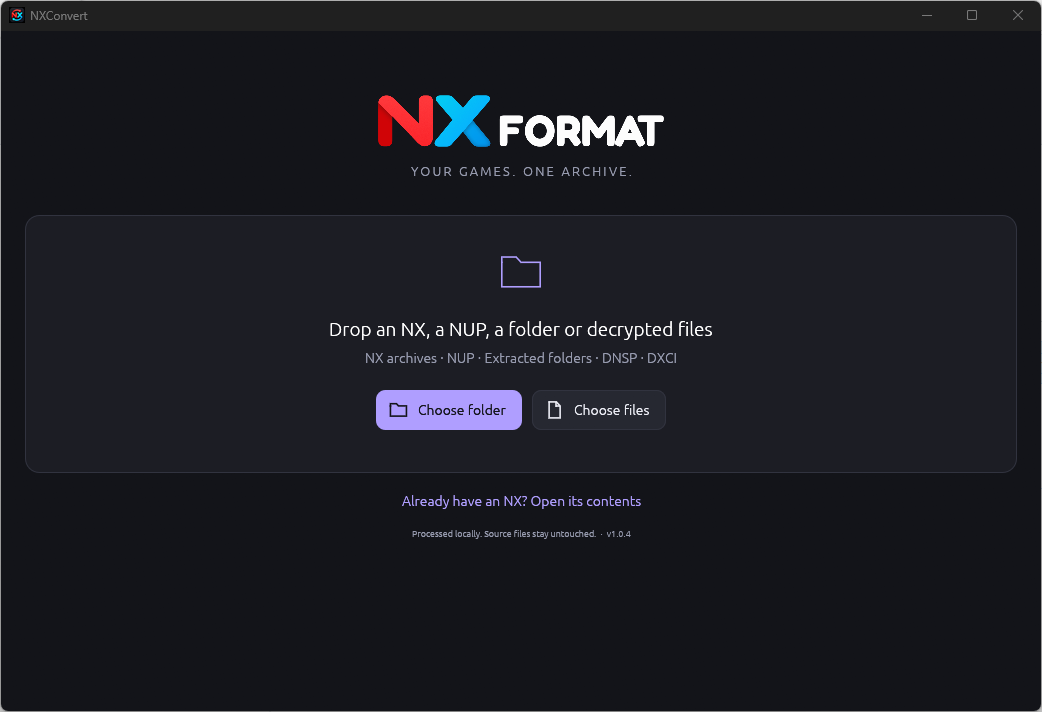 NXConvert
NX FORMAT
YOUR GAMES. ONE ARCHIVE.
Drop an NX, a NUP, a folder or decrypted files
NX archives · NUP · Extracted folders · DNSP · DXCI
Choose folder
Choose files
Already have an NX? Open its contents
Processed locally. Source files stay untouched. · v1.0.4